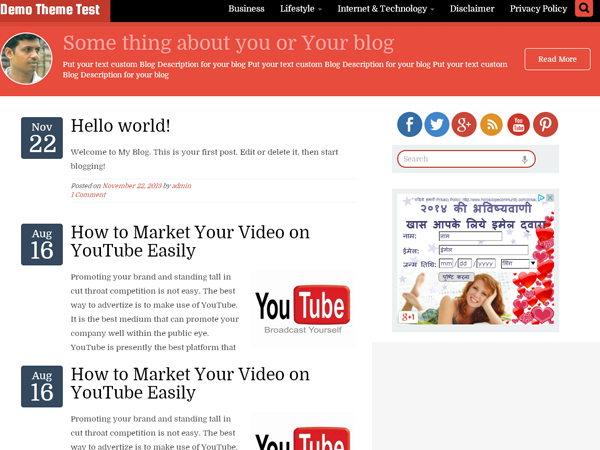 Demo Theme Test
Business Lifestyle Internet & Technology Disclaimer Privacy Policy
Some thing about you or Your blog
Put your text custom Blog Description for your blog Put your text custom Blog Description for your blog Put your text custom
Blog Description for your blog
Read More
Nov
22
Hello world!
Welcome to My Blog. This is your first post. Edit or delete it, then start
blogging!
Posted on November 22, 2013 by admin
1 Comment
Aug
16
How to Market Your Video on
YouTube Easily
Promoting your brand and standing tall in
cut throat competition is not easy. The best
way to advertize is to make use of YouTube.
It is the best medium that can promote your
company well within the public eye.
YouTube is presently the best platform that
YouTube
Broadcast Yourself
Aug
16
How to Market Your Video on
YouTube Easily
Promoting your brand and standing tall in
cut throat competition is not easy. The best
way to advertize is to make use of YouTube.
YouTube
f
g+
You
Tube
Search
२०१४ की भविष्यवाणी
खास आपके लिये इमेल द्वारा
नाम: नाम
ईमेल: ईमेल
जन्म तिथि: mm / dd / yyyy लिंग
पुष्टि करना
g+1